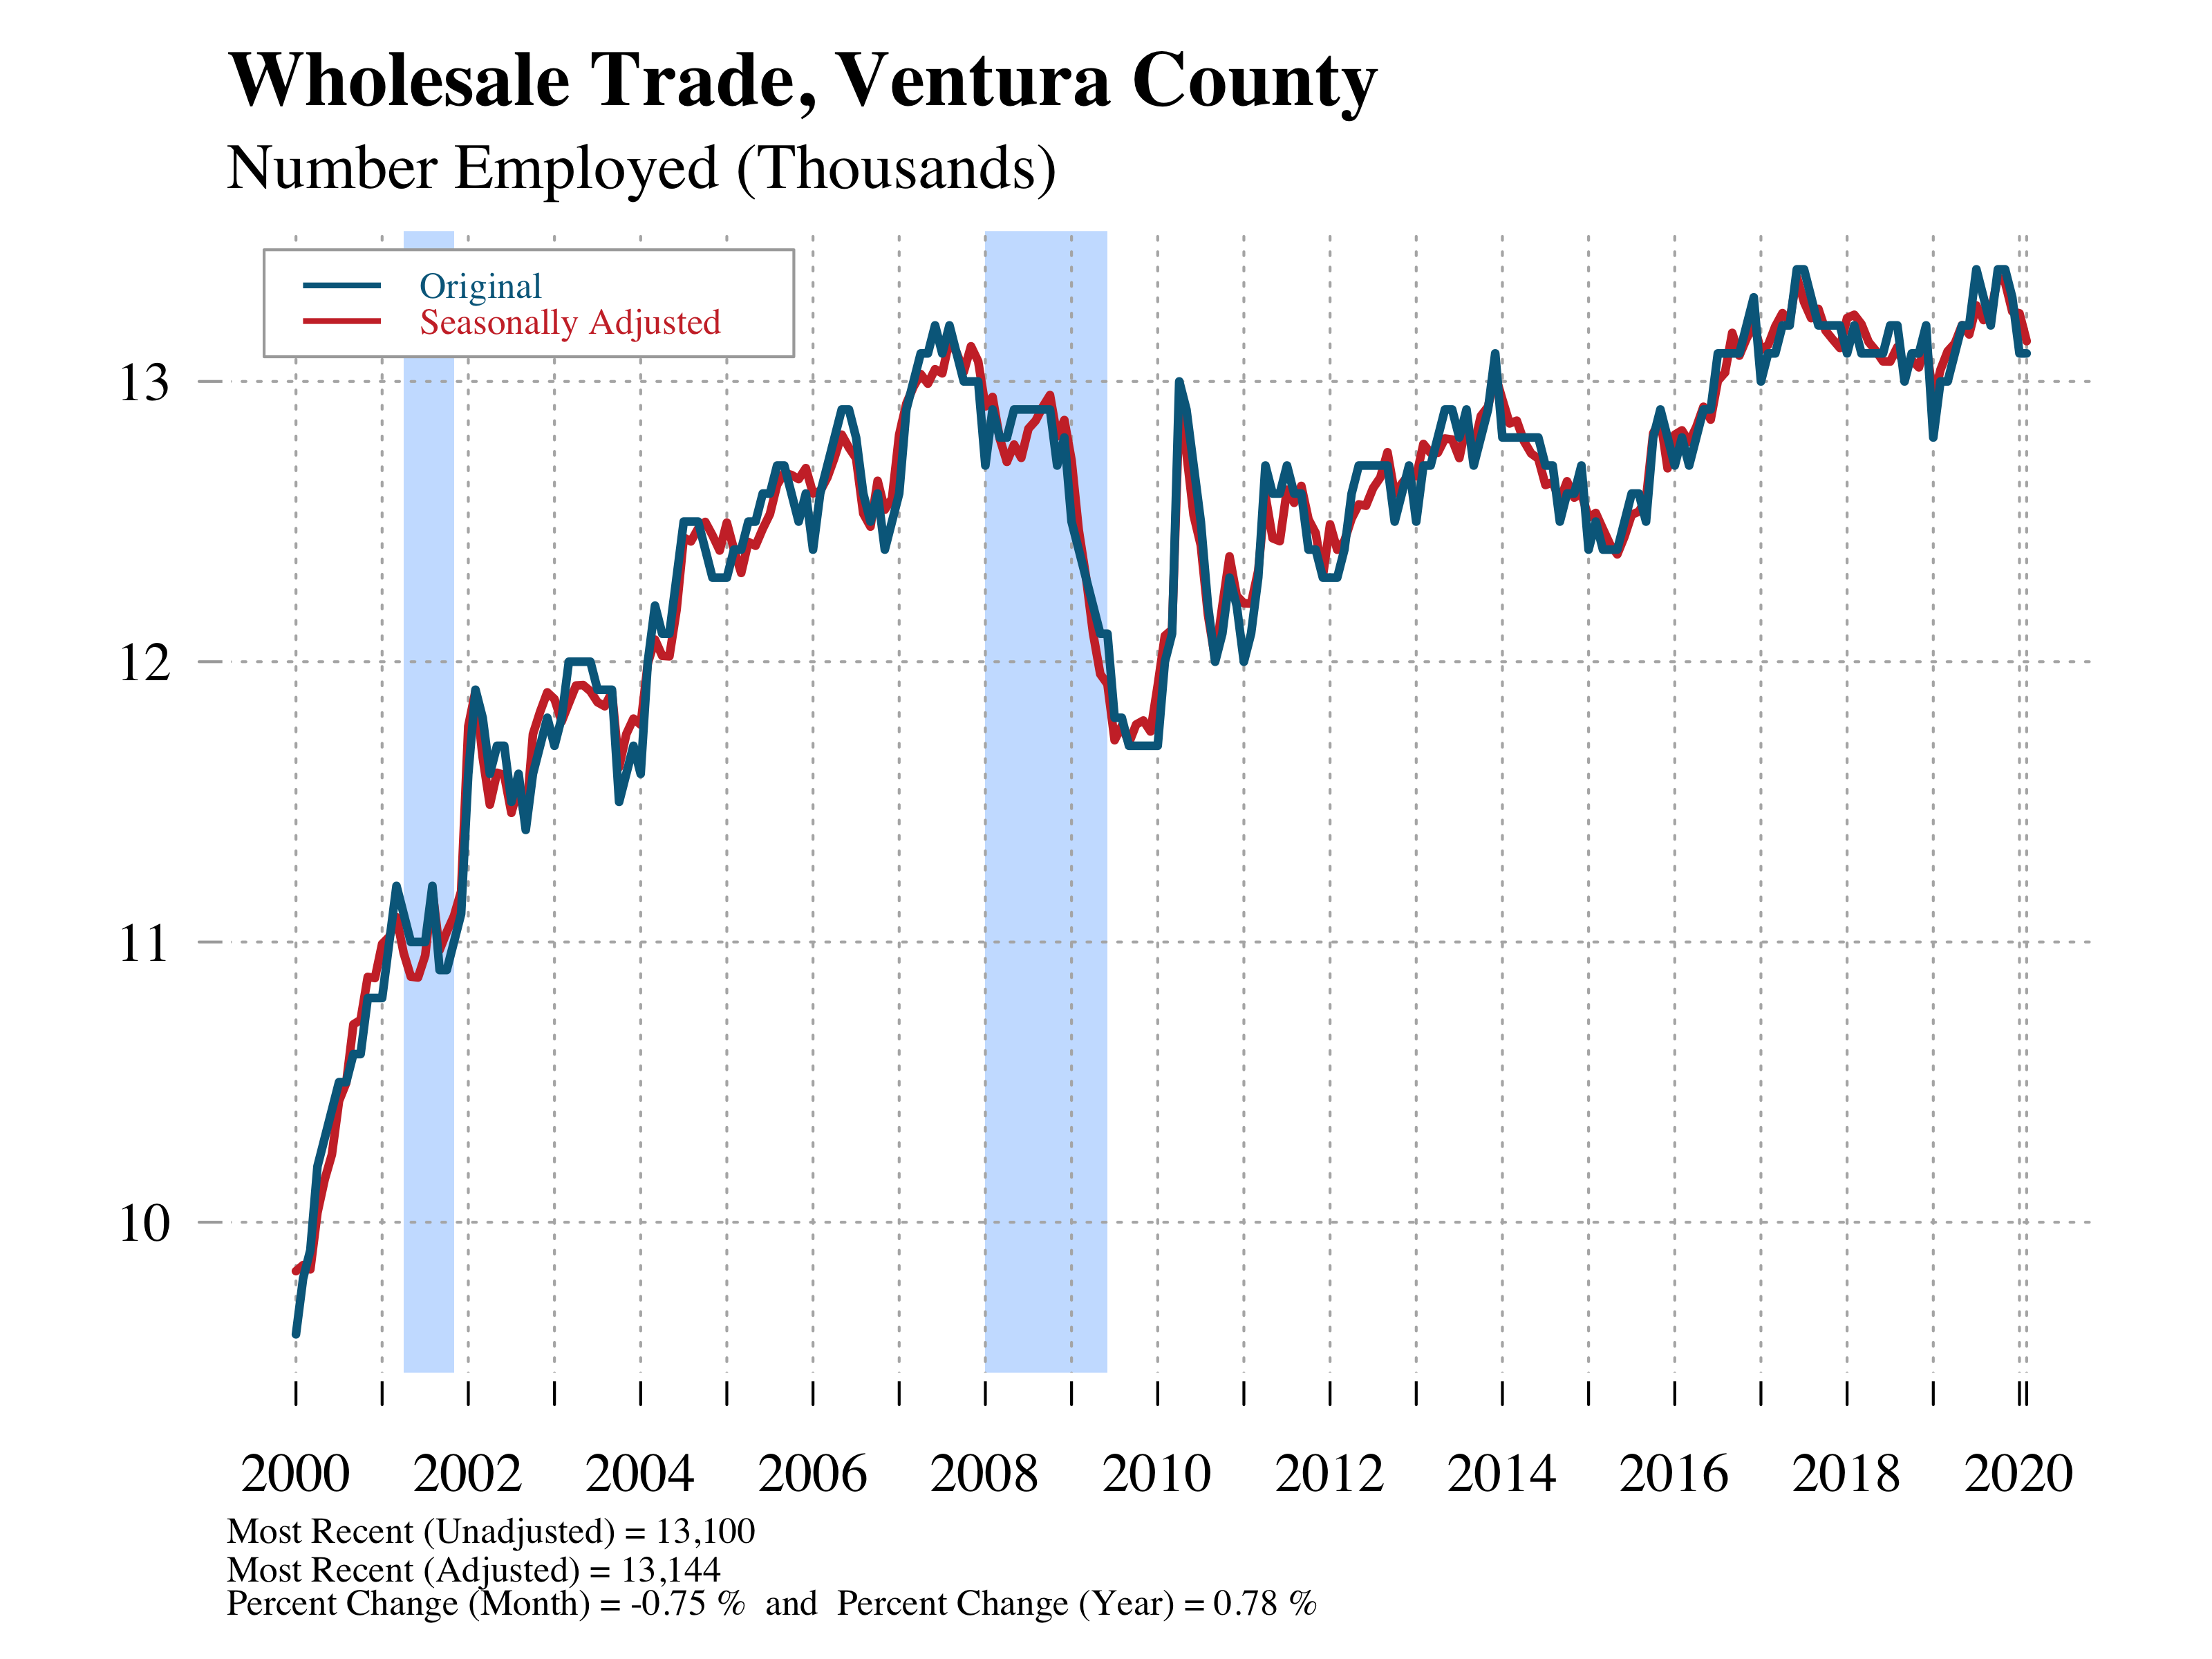 Wholesale Trade, Ventura County
Number Employed (Thousands)
Original
Seasonally Adjusted
13
12
11
10
2000 2002 2004 2006 2008 2010 2012 2014 2016 2018 2020
Most Recent (Unadjusted) = 13,100
Most Recent (Adjusted) = 13,144
Percent Change (Month) = -0.75 % and Percent Change (Year) = 0.78 %